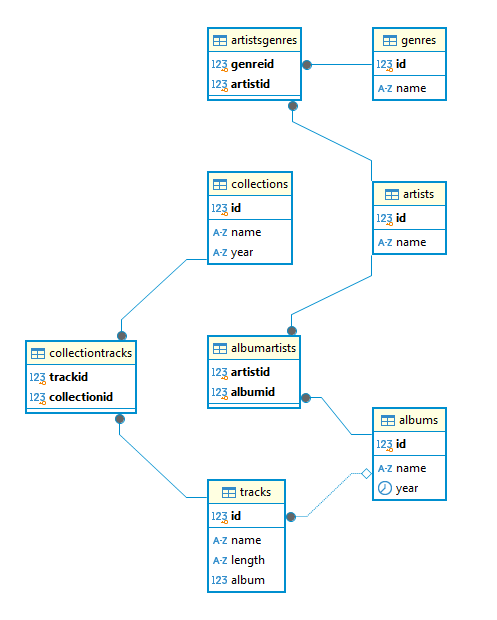 artistsgenres
123 genreid
123 artistid
genres
123 id
A-Z name
collections
123 id
A-Z name
A-Z year
artists
123 id
A-Z name
collectiontracks
123 trackid
123 collectionid
albumartists
123 artistid
123 albumid
albums
123 id
A-Z name
year
tracks
123 id
A-Z name
A-Z length
123 album